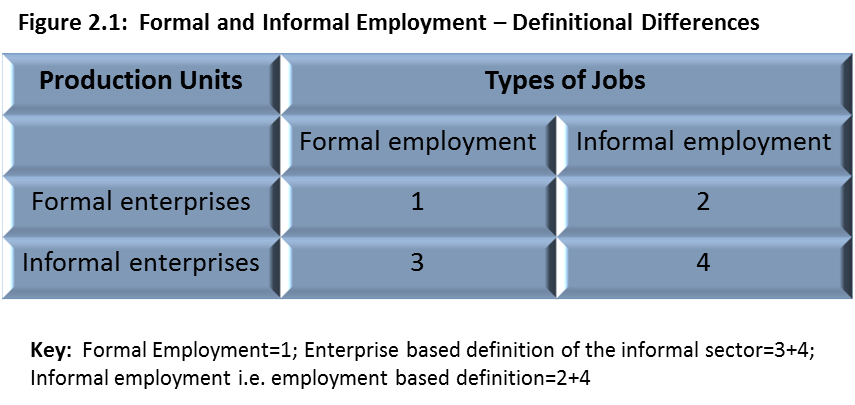 Figure 2.1: Formal and Informal Employment – Definitional Differences
Production Units Types of Jobs
Formal employment Informal employment
Formal enterprises 1 2
Informal enterprises 3 4
Key: Formal Employment=1; Enterprise based definition of the informal sector=3+4;
Informal employment i.e. employment based definition=2+4